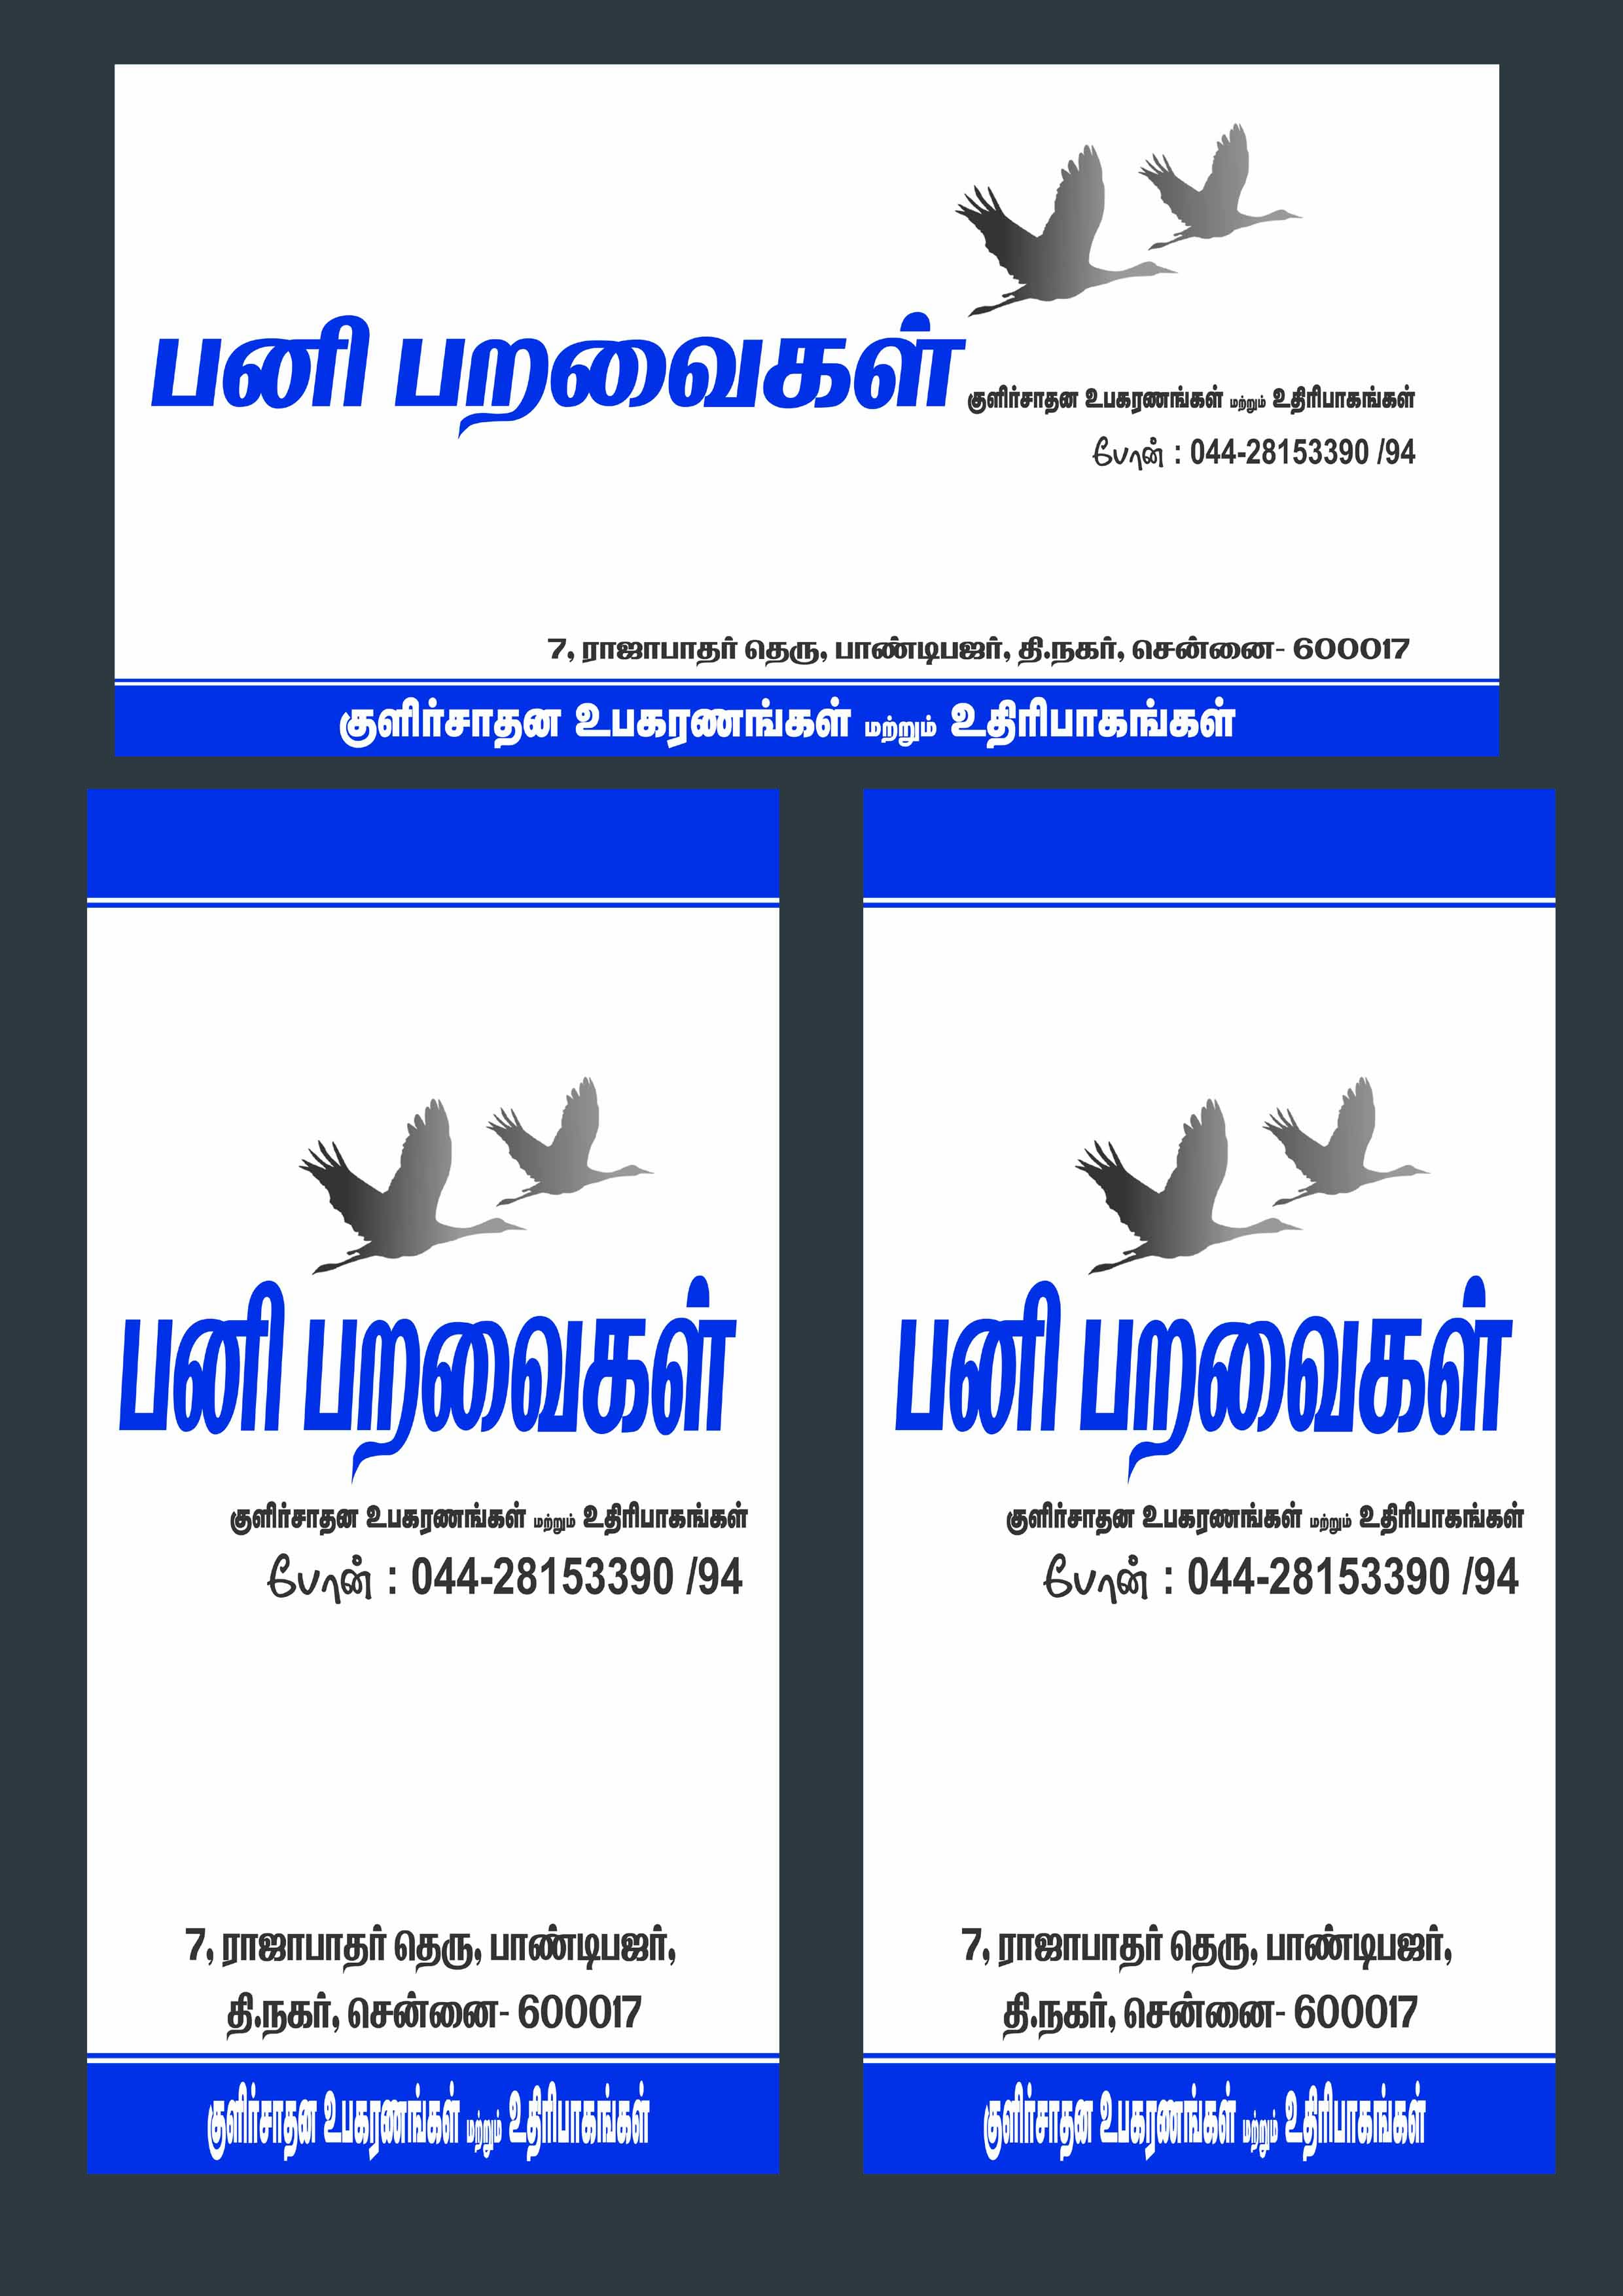 பனி பறவைகள்
குளிர்சாதன உபகரணங்கள் மற்றும் உதிரிபாகங்கள்
போன் : 044-28153390 /94
7, ராஜாபாதர் தெரு, பாண்டிபஜர், தி.நகர், சென்னை- 600017
குளிர்சாதன உபகரணங்கள் மற்றும் உதிரிபாகங்கள்
பனி பறவைகள்
குளிர்சாதன உபகரணங்கள் மற்றும் உதிரிபாகங்கள்
போன் : 044-28153390 /94
7, ராஜாபாதர் தெரு, பாண்டிபஜர்,
தி.நகர், சென்னை- 600017
குளிர்சாதன உபகரணங்கள் மற்றும் உதிரிபாகங்கள்
பனி பறவைகள்
குளிர்சாதன உபகரணங்கள் மற்றும் உதிரிபாகங்கள்
போன் : 044-28153390 /94
7, ராஜாபாதர் தெரு, பாண்டிபஜர்,
தி.நகர், சென்னை- 600017
குளிர்சாதன உபகரணங்கள் மற்றும் உதிரிபாகங்கள்